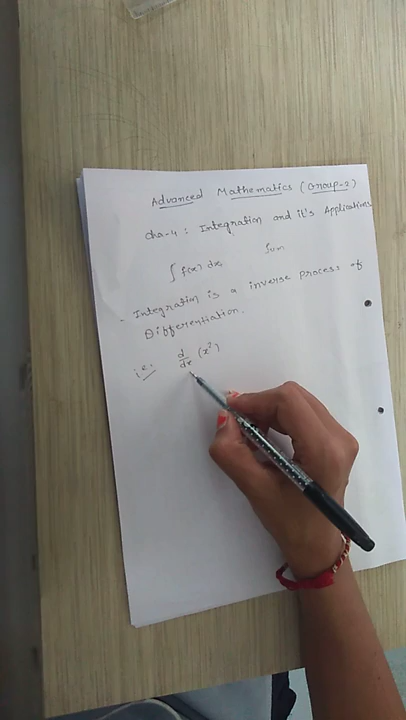 Advanced Mathematics (Group-2)
Cha-4: Integration and it's Applications
∫ f(x) dx, Sum
- Integration is a inverse process of
Differentiation.
i.e. d/dx (x²)